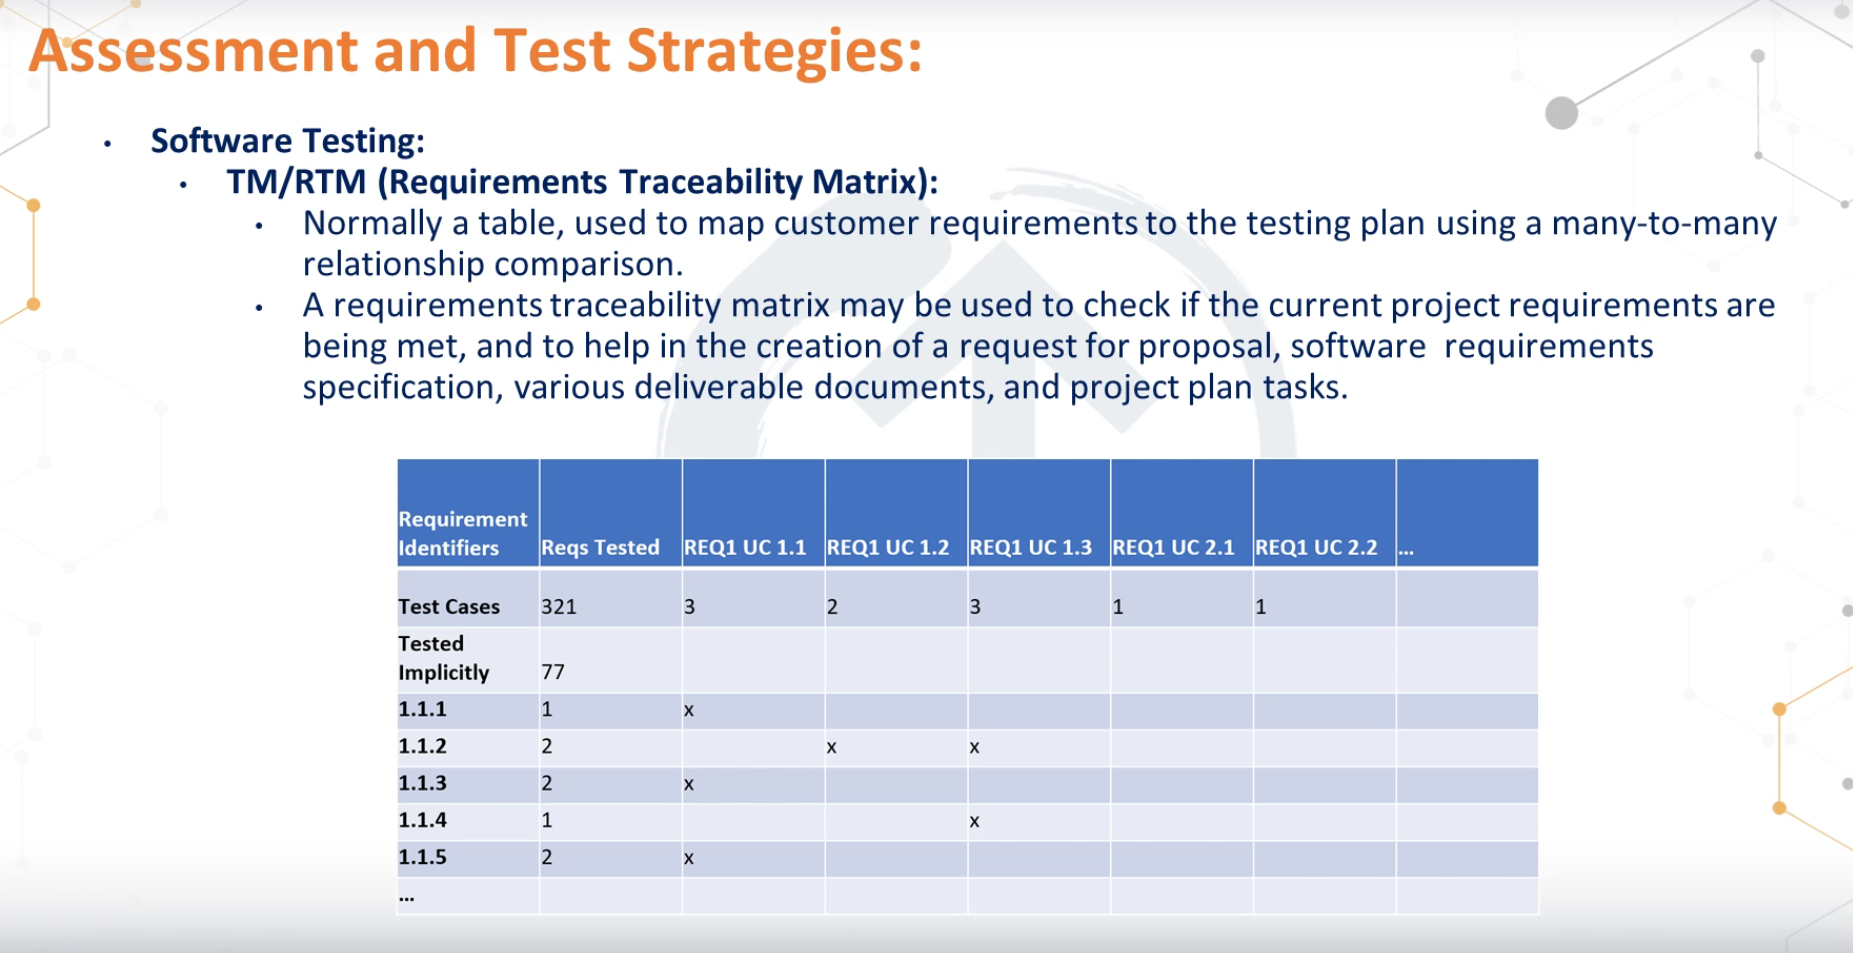 Assessment and Test Strategies:
• Software Testing:
• TM/RTM (Requirements Traceability Matrix):
• Normally a table, used to map customer requirements to the testing plan using a many-to-many
relationship comparison.
• A requirements traceability matrix may be used to check if the current project requirements are
being met, and to help in the creation of a request for proposal, software requirements
specification, various deliverable documents, and project plan tasks.
Requirement
Identifiers Reqs Tested REQ1 UC 1.1 REQ1 UC 1.2 REQ1 UC 1.3 REQ1 UC 2.1 REQ1 UC 2.2 ...
Test Cases 321 3 2 3 1 1
Tested
Implicitly 77
1.1.1 1 x
1.1.2 2 x x
1.1.3 2 x
1.1.4 1 x
1.1.5 2 x
...